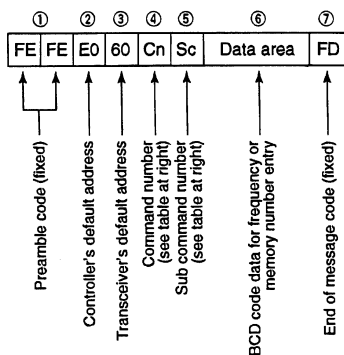 ① ② ③ ④ ⑤ ⑥ ⑦
FE FE E0 60 Cn Sc Data area FD
Preamble code (fixed)
Controller's default address
Transceiver's default address
Command number
(see table at right)
Sub command number
(see table at right)
BCD code data for frequency or
memory number entry
End of message code (fixed)